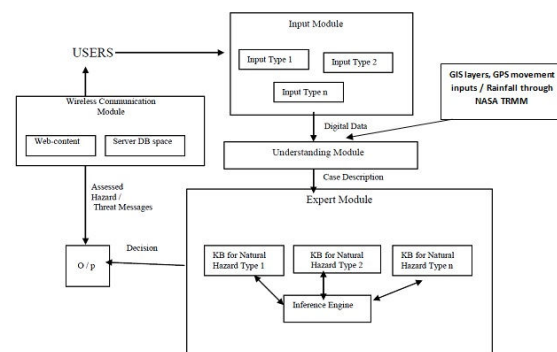 Input Module
USERS
Input Type 1
Input Type 2
Input Type n
GIS layers, GPS movement
inputs / Rainfall through
NASA TRMM
Wireless Communication
Module
Web-content
Server DB space
Digital Data
Understanding Module
Case Description
Assessed
Hazard /
Threat Messages
Expert Module
Decision
O / p
KB for Natural
Hazard Type 1
KB for Natural
Hazard Type 2
KB for Natural
Hazard Type n
Inference Engine